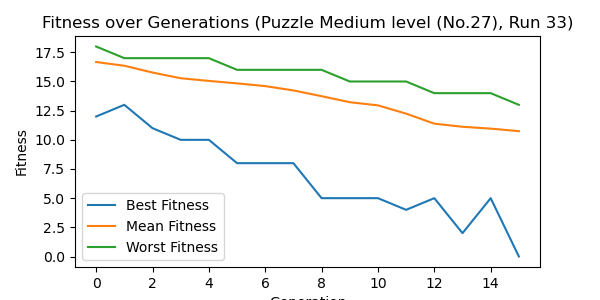 Fitness over Generations (Puzzle Medium level (No.27), Run 33)
17.5
15.0
12.5
10.0
7.5
5.0
2.5
0.0
Fitness
Best Fitness
Mean Fitness
Worst Fitness
0 2 4 6 8 10 12 14
Generation